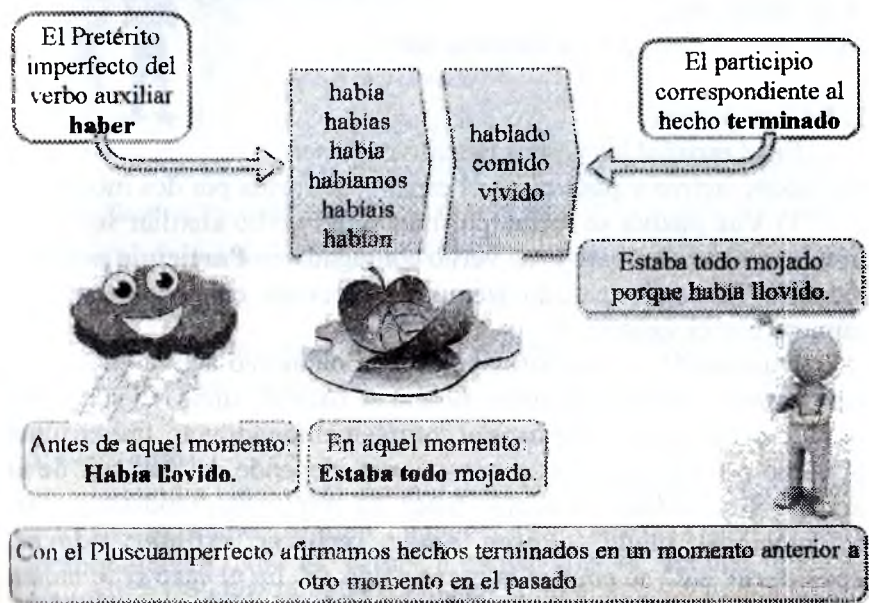 El Pretérito
imperfecto del
verbo auxiliar
haber
había
habías
había
habíamos
habíais
habían
hablado
comido
vivido
El participio
correspondiente al
hecho terminado
Estaba todo mojado
porque había llovido.
Antes de aquel momento:
Había llovido.
En aquel momento:
Estaba todo mojado.
Con el Pluscuamperfecto afirmamos hechos terminados en un momento anterior a
otro momento en el pasado